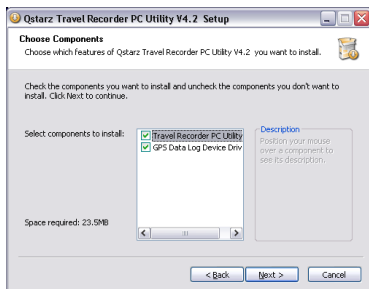 Qstarz Travel Recorder PC Utility V4.2 Setup
Choose Components
Choose which features of Qstarz Travel Recorder PC Utility V4.2 you want to install.
Check the components you want to install and uncheck the components you don't want to
install. Click Next to continue.
Select components to install:
Travel Recorder PC Utility
GPS Data Log Device Driv
Description
Position your mouse
over a component to
see its description.
Space required: 23.5MB
< Back
Next >
Cancel